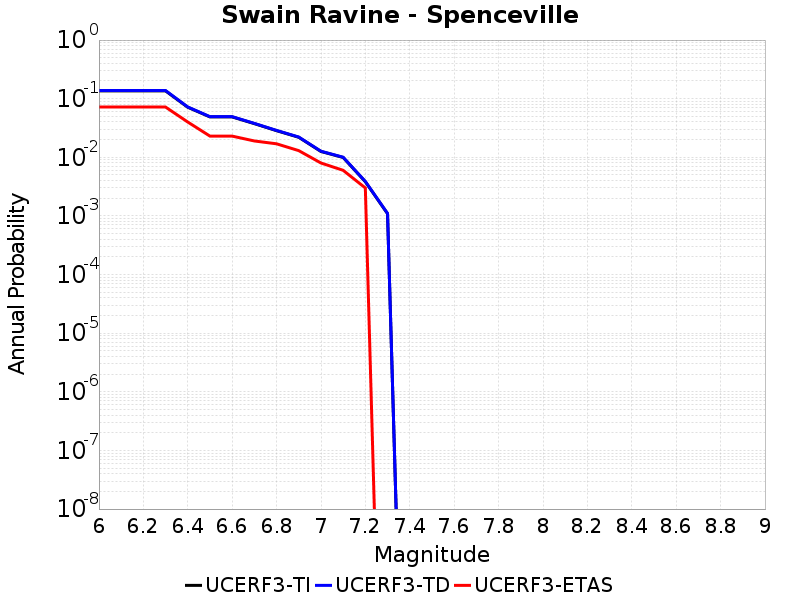 Swain Ravine - Spenceville
10^0
10^-1
10^-2
10^-3
10^-4
10^-5
10^-6
10^-7
10^-8
Annual Probability
6 6.2 6.4 6.6 6.8 7 7.2 7.4 7.6 7.8 8 8.2 8.4 8.6 8.8 9
Magnitude
UCERF3-TI UCERF3-TD UCERF3-ETAS